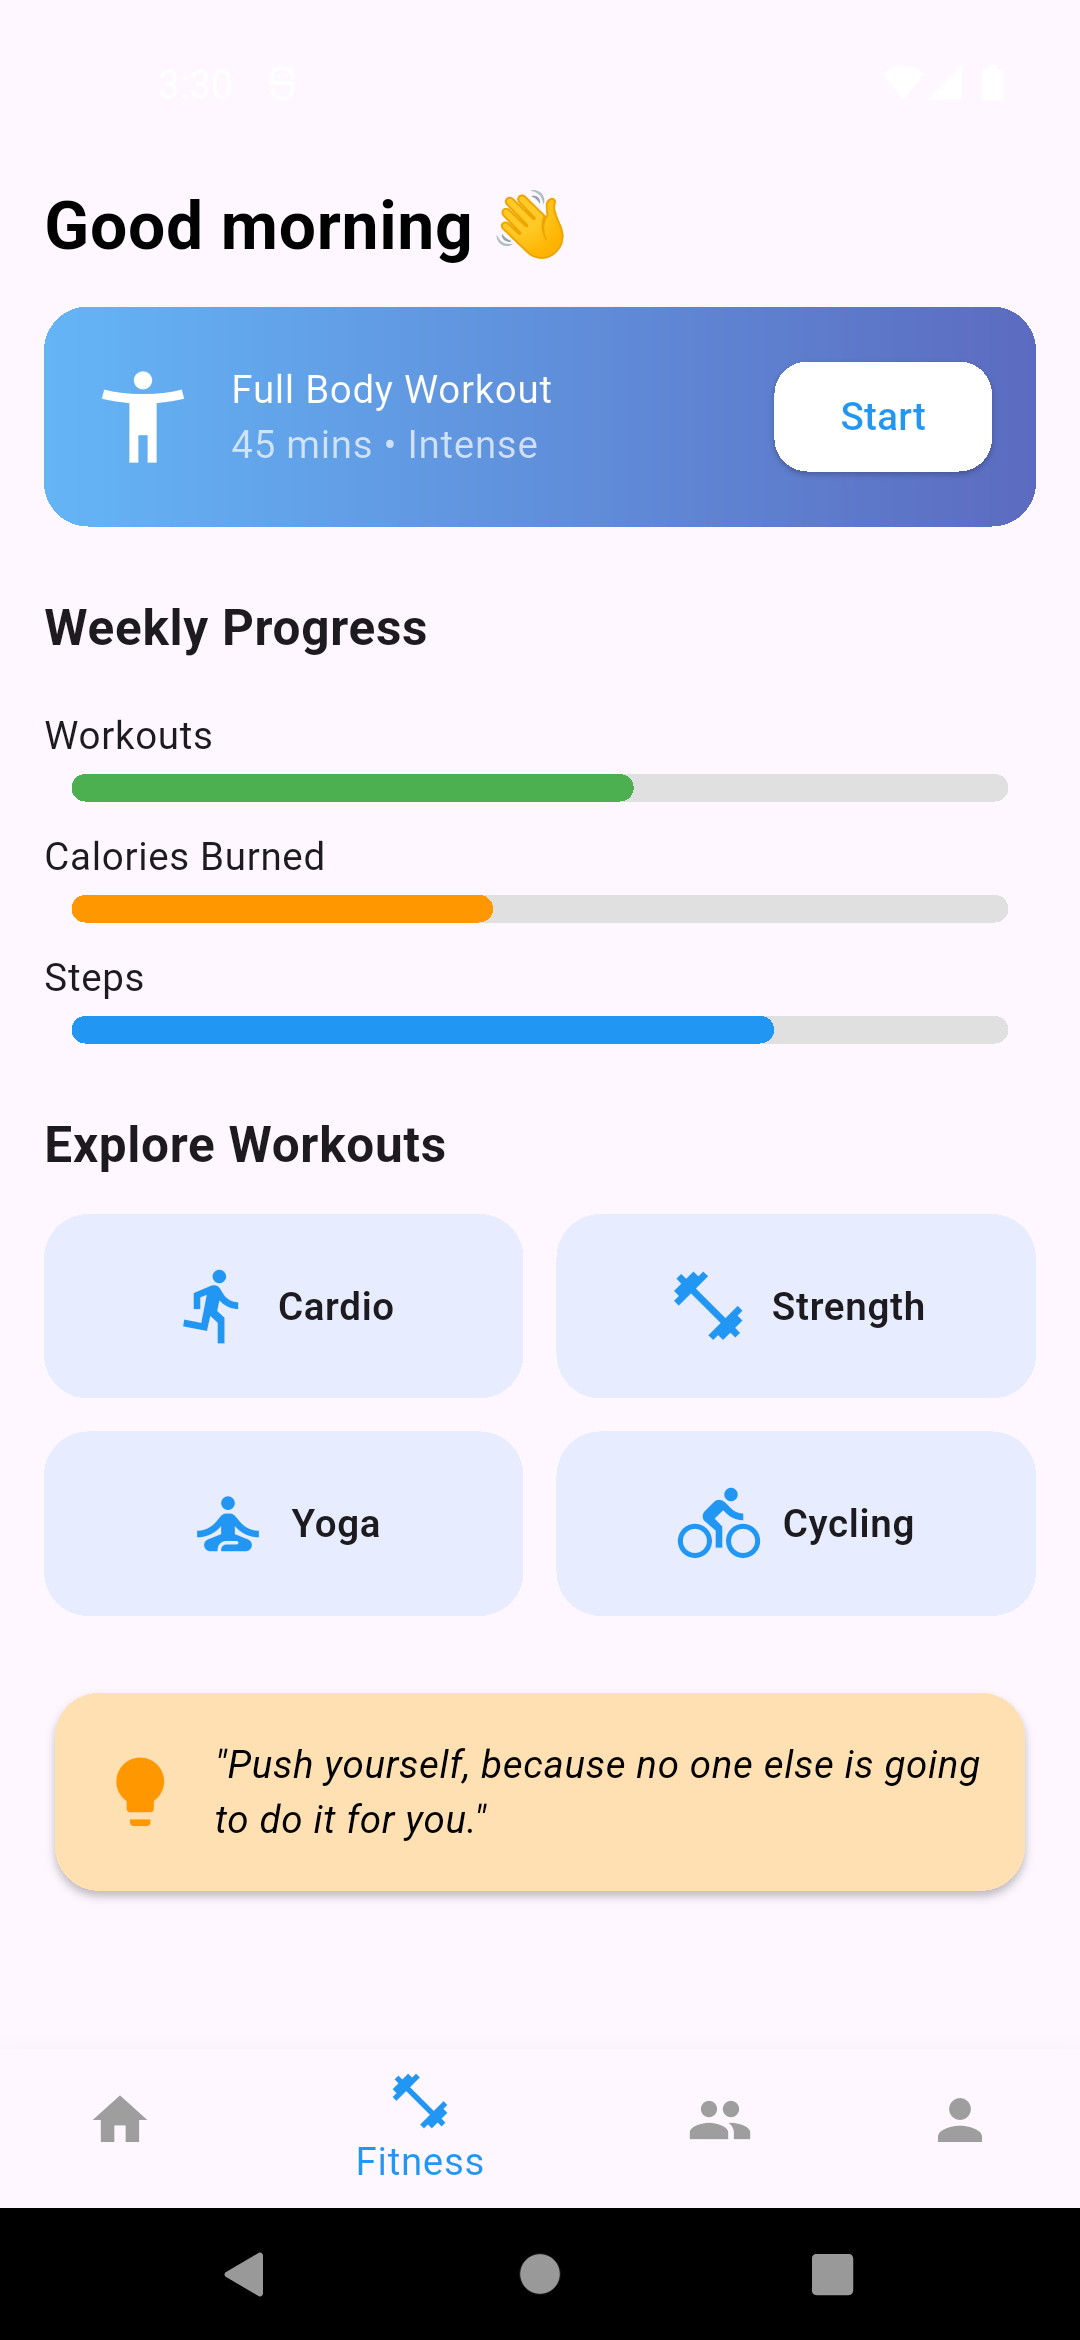 3:30
Good morning 👋
Full Body Workout
45 mins • Intense
Start
Weekly Progress
Workouts
Calories Burned
Steps
Explore Workouts
Cardio
Strength
Yoga
Cycling
"Push yourself, because no one else is going
to do it for you."
Fitness